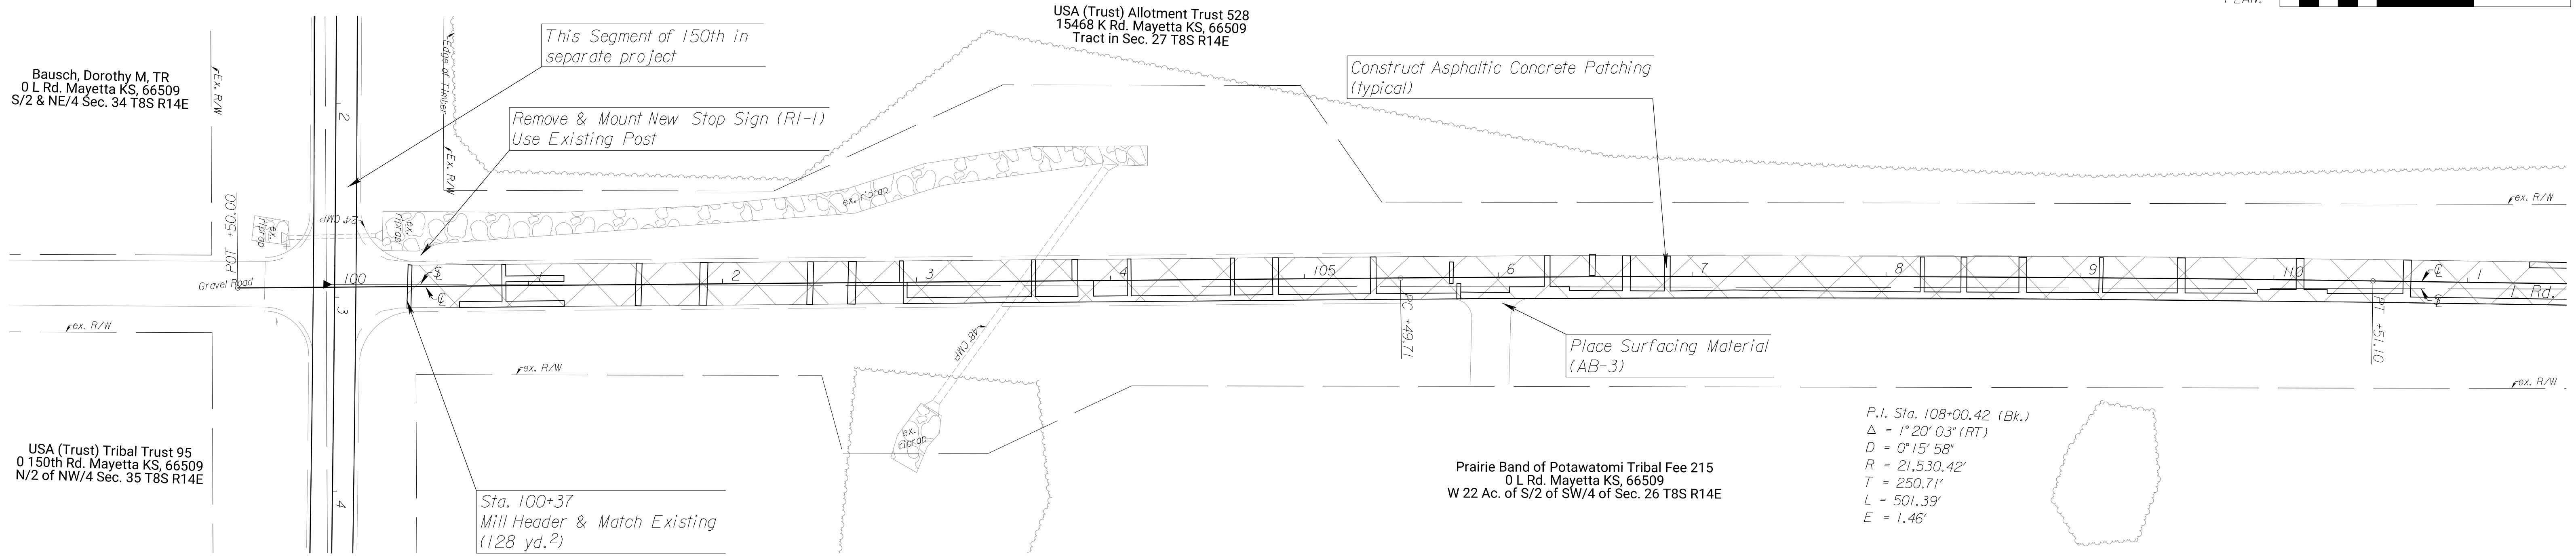 PLAN:
USA (Trust) Allotment Trust 528
15468 K Rd. Mayetta KS, 66509
Tract in Sec. 27 T8S R14E
This Segment of 150th in
separate project
Bausch, Dorothy M, TR
0 L Rd. Mayetta KS, 66509
S/2 & NE/4 Sec. 34 T8S R14E
Ex. R/W
Edge of Timber
Construct Asphaltic Concrete Patching
(typical)
Remove & Mount New Stop Sign (R1-1)
Use Existing Post
Ex. R/W
2
ex. riprap
ex. R/W
POT +50.00
ex.
riprap
24" CMP
ex.
riprap
Gravel Road
100
1
2
3
4
105
6
7
8
9
110
1
L Rd.
3
ex. R/W
48" CMP
PC +49.71
PT +51.10
Place Surfacing Material
(AB-3)
ex. R/W
ex. R/W
P.I. Sta. 108+00.42 (Bk.)
Δ = 1° 20' 03" (RT)
D = 0° 15' 58"
R = 21,530.42'
T = 250.71'
L = 501.39'
E = 1.46'
ex.
riprap
USA (Trust) Tribal Trust 95
0 150th Rd. Mayetta KS, 66509
N/2 of NW/4 Sec. 35 T8S R14E
4
Sta. 100+37
Mill Header & Match Existing
(128 yd.²)
Prairie Band of Potawatomi Tribal Fee 215
0 L Rd. Mayetta KS, 66509
W 22 Ac. of S/2 of SW/4 of Sec. 26 T8S R14E